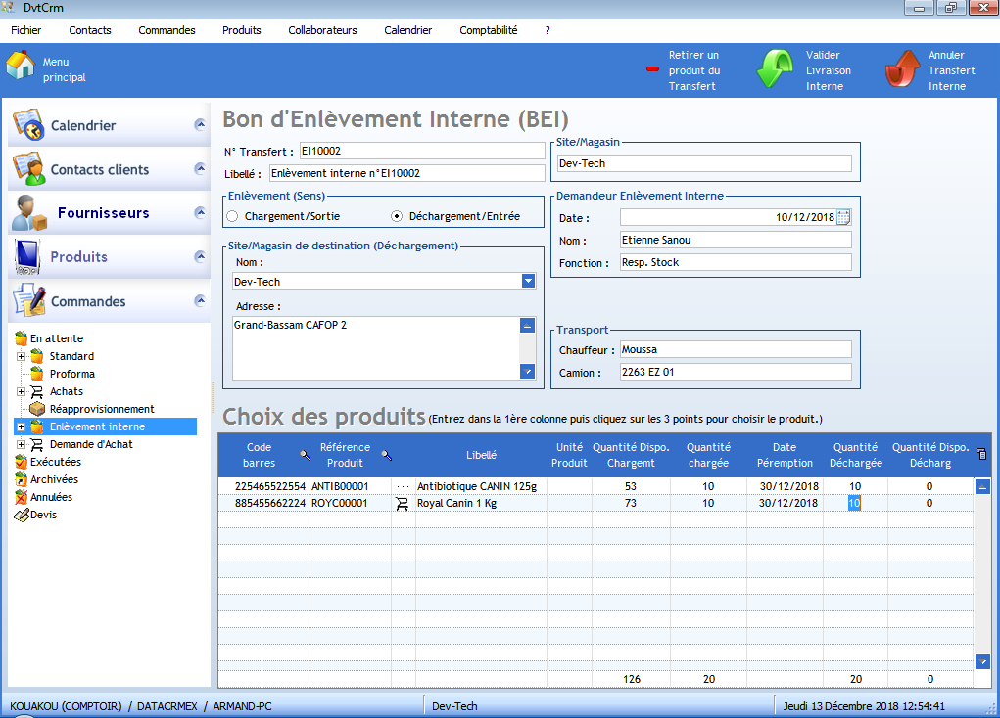 DvtCrm
Fichier Contacts Commandes Produits Collaborateurs Calendrier Comptabilité ?
Menu
principal
Retirer un
produit du
Transfert
Valider
Livraison
Interne
Annuler
Transfert
Interne
Calendrier
Contacts clients
Fournisseurs
Produits
Commandes
En attente
Standard
Proforma
Achats
Réapprovisionnement
Enlèvement interne
Demande d'Achat
Exécutées
Archivées
Annulées
Devis
Bon d'Enlèvement Interne (BEI)
N° Transfert : EI10002
Libellé : Enlèvement interne n°EI10002
Enlèvement (Sens)
Chargement/Sortie Déchargement/Entrée
Site/Magasin de destination (Déchargement)
Nom :
Dev-Tech
Adresse :
Grand-Bassam CAFOP 2
Site/Magasin
Dev-Tech
Demandeur Enlèvement Interne
Date : 10/12/2018
Nom : Etienne Sanou
Fonction : Resp. Stock
Transport
Chauffeur : Moussa
Camion : 2263 EZ 01
Choix des produits (Entrez dans la 1ère colonne puis cliquez sur les 3 points pour choisir le produit.)
Code Référence Unité Quantité Dispo. Quantité Date Quantité Quantité Dispo.
barres Produit Libellé Produit Chargemt chargée Péremption Déchargée Décharg
225465522554 ANTIB00001 ... Antibiotique CANIN 125g 53 10 30/12/2018 10 0
885455662224 ROYC00001 Royal Canin 1 Kg 73 10 30/12/2018 10 0
126 20 20 0
KOUAKOU (COMPTOIR) / DATACRMEX / ARMAND-PC Dev-Tech Jeudi 13 Décembre 2018 12:54:41